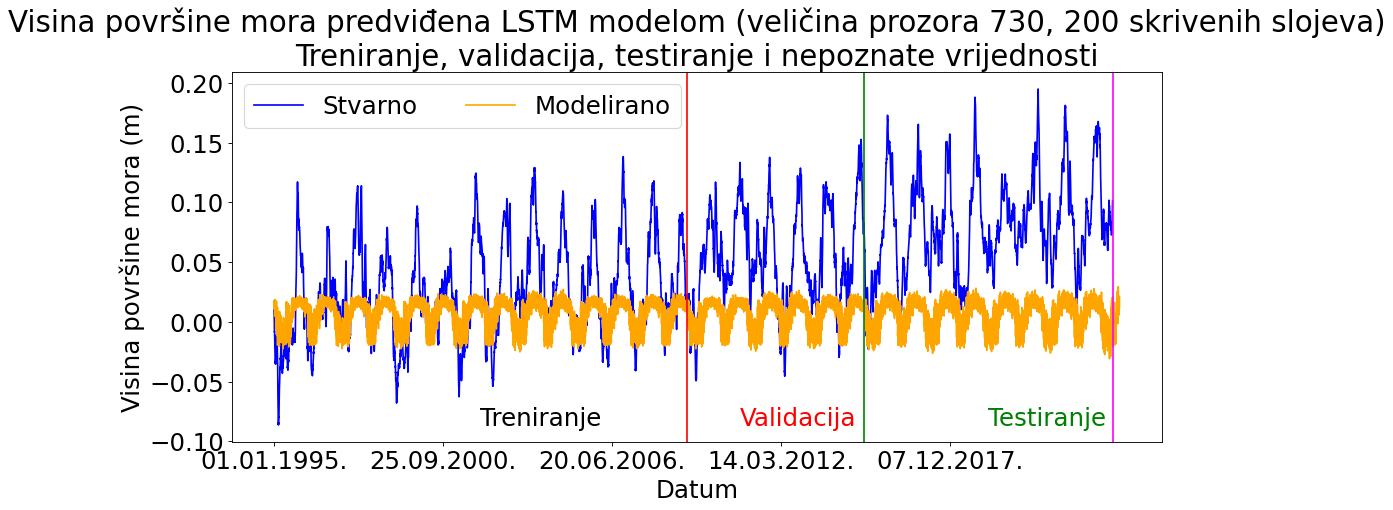 Visina površine mora predviđena LSTM modelom (veličina prozora 730, 200 skrivenih slojeva)
Treniranje, validacija, testiranje i nepoznate vrijednosti
Stvarno
Modelirano
Visina površine mora (m)
0.20
0.15
0.10
0.05
0.00
−0.05
−0.10
Treniranje
Validacija
Testiranje
01.01.1995.
25.09.2000.
20.06.2006.
14.03.2012.
07.12.2017.
Datum